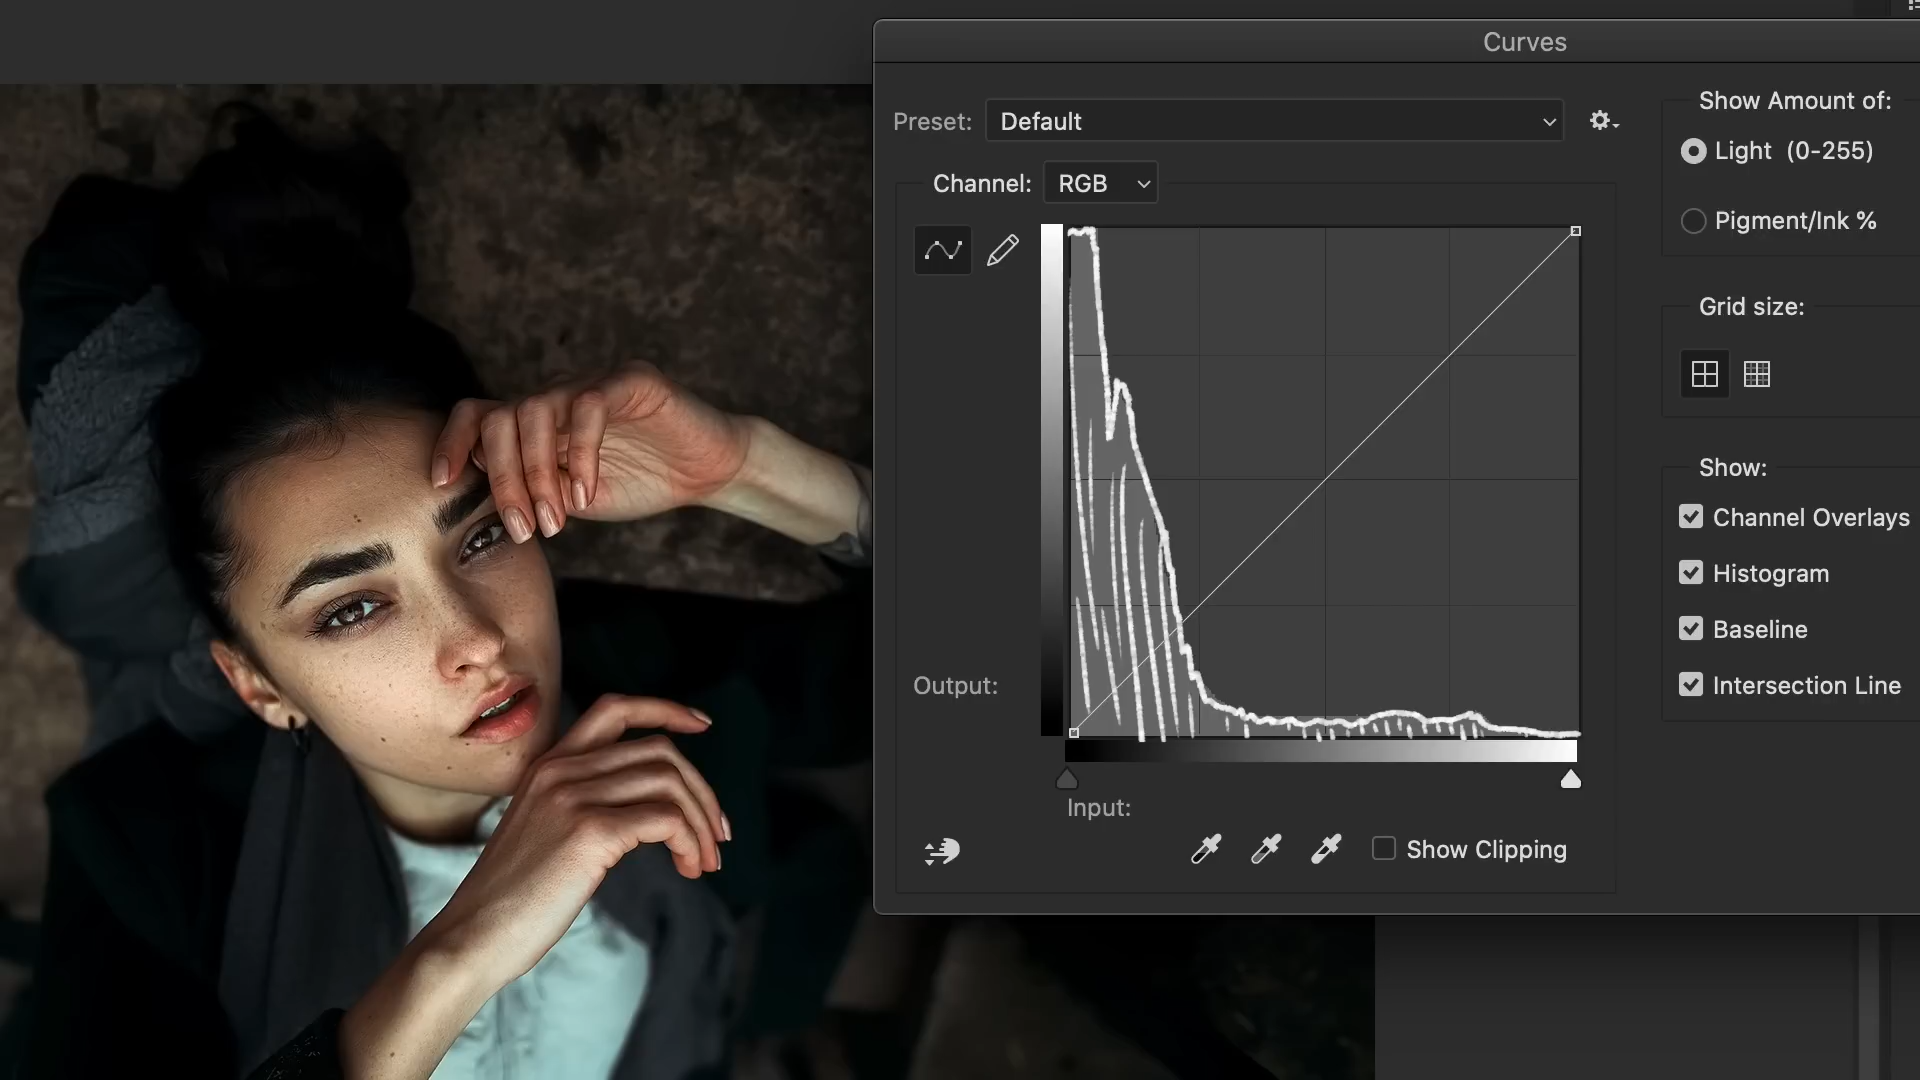 Curves
Preset: Default
Show Amount of:
Light (0-255)
Channel: RGB
Pigment/Ink %
Grid size:
Show:
Channel Overlays
Histogram
Baseline
Output:
Intersection Line
Input:
Show Clipping